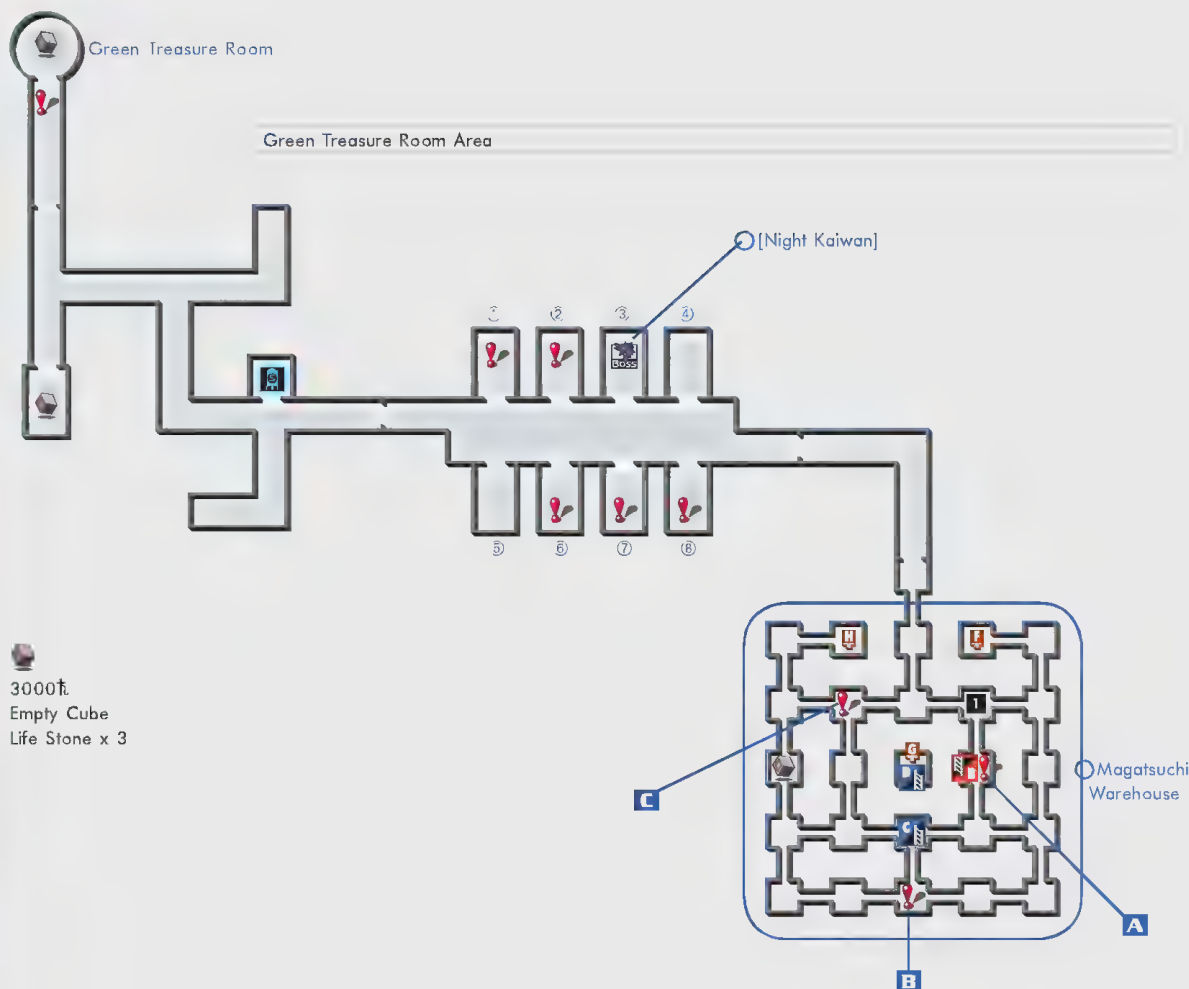 Green Treasure Room
Green Treasure Room Area
[Night Kaiwan]
① ② ③ ④
S
Boss
⑤ ⑥ ⑦ ⑧
H F
1
3000
Empty Cube
Life Stone x 3
G
D
C
Magatsuchi
Warehouse
C
A
B